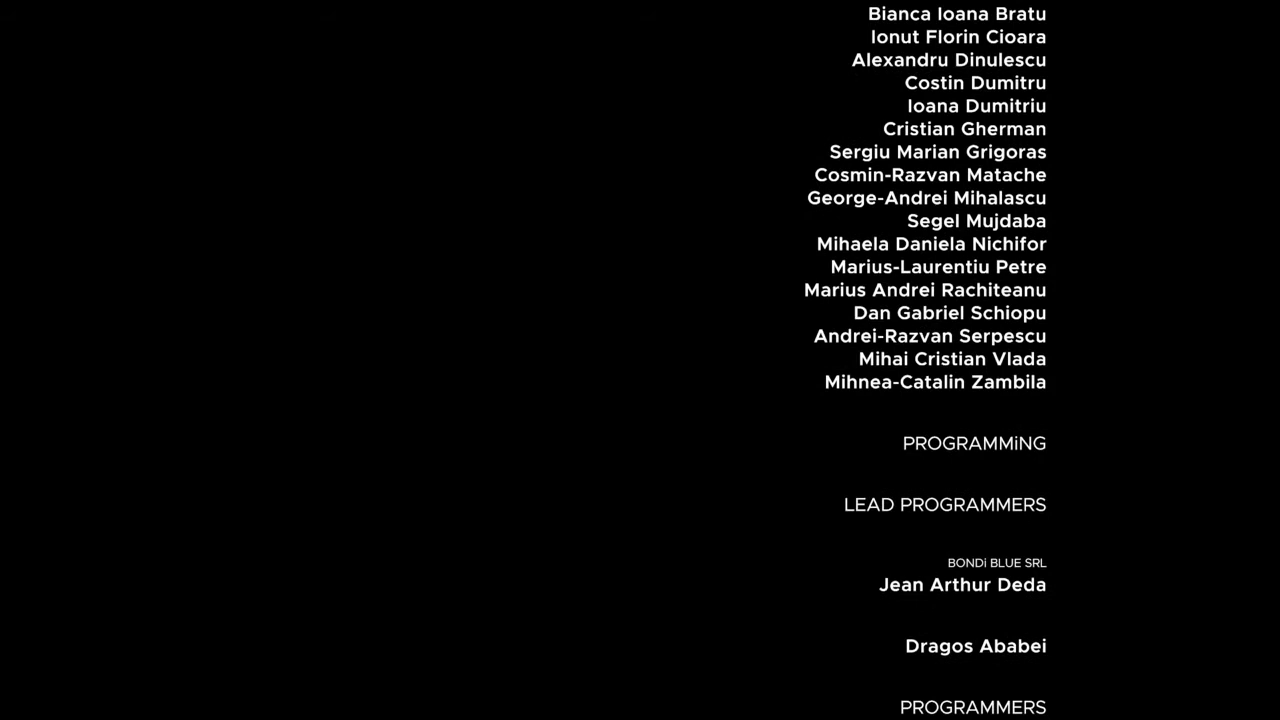 Bianca Ioana Bratu
Ionut Florin Cioara
Alexandru Dinulescu
Costin Dumitru
Ioana Dumitriu
Cristian Gherman
Sergiu Marian Grigoras
Cosmin-Razvan Matache
George-Andrei Mihalascu
Segel Mujdaba
Mihaela Daniela Nichifor
Marius-Laurentiu Petre
Marius Andrei Rachiteanu
Dan Gabriel Schiopu
Andrei-Razvan Serpescu
Mihai Cristian Vlada
Mihnea-Catalin Zambila
PROGRAMMiNG
LEAD PROGRAMMERS
BONDi BLUE SRL
Jean Arthur Deda
Dragos Ababei
PROGRAMMERS